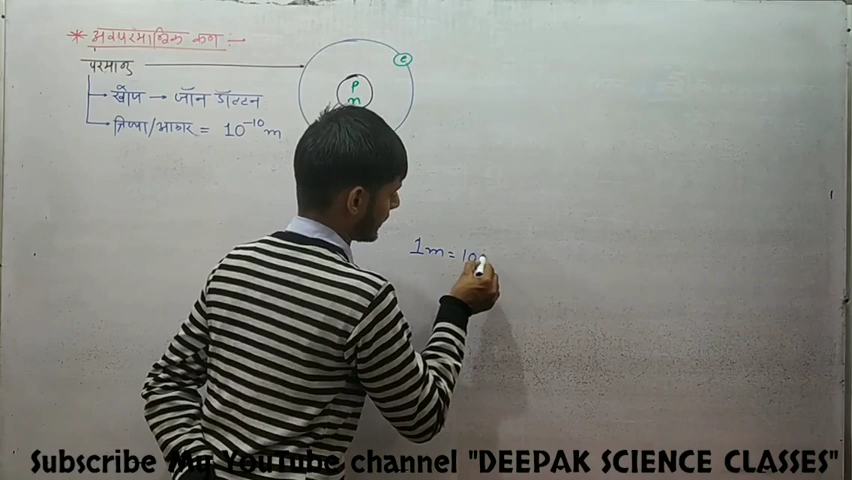 * अवपरमाण्विक कण :-
परमाणु
खोज → जॉन डॉल्टन
त्रिज्या/आकार = 10⁻¹⁰ m
e
P
n
1m = 10
Subscribe My YouTube channel "DEEPAK SCIENCE CLASSES"